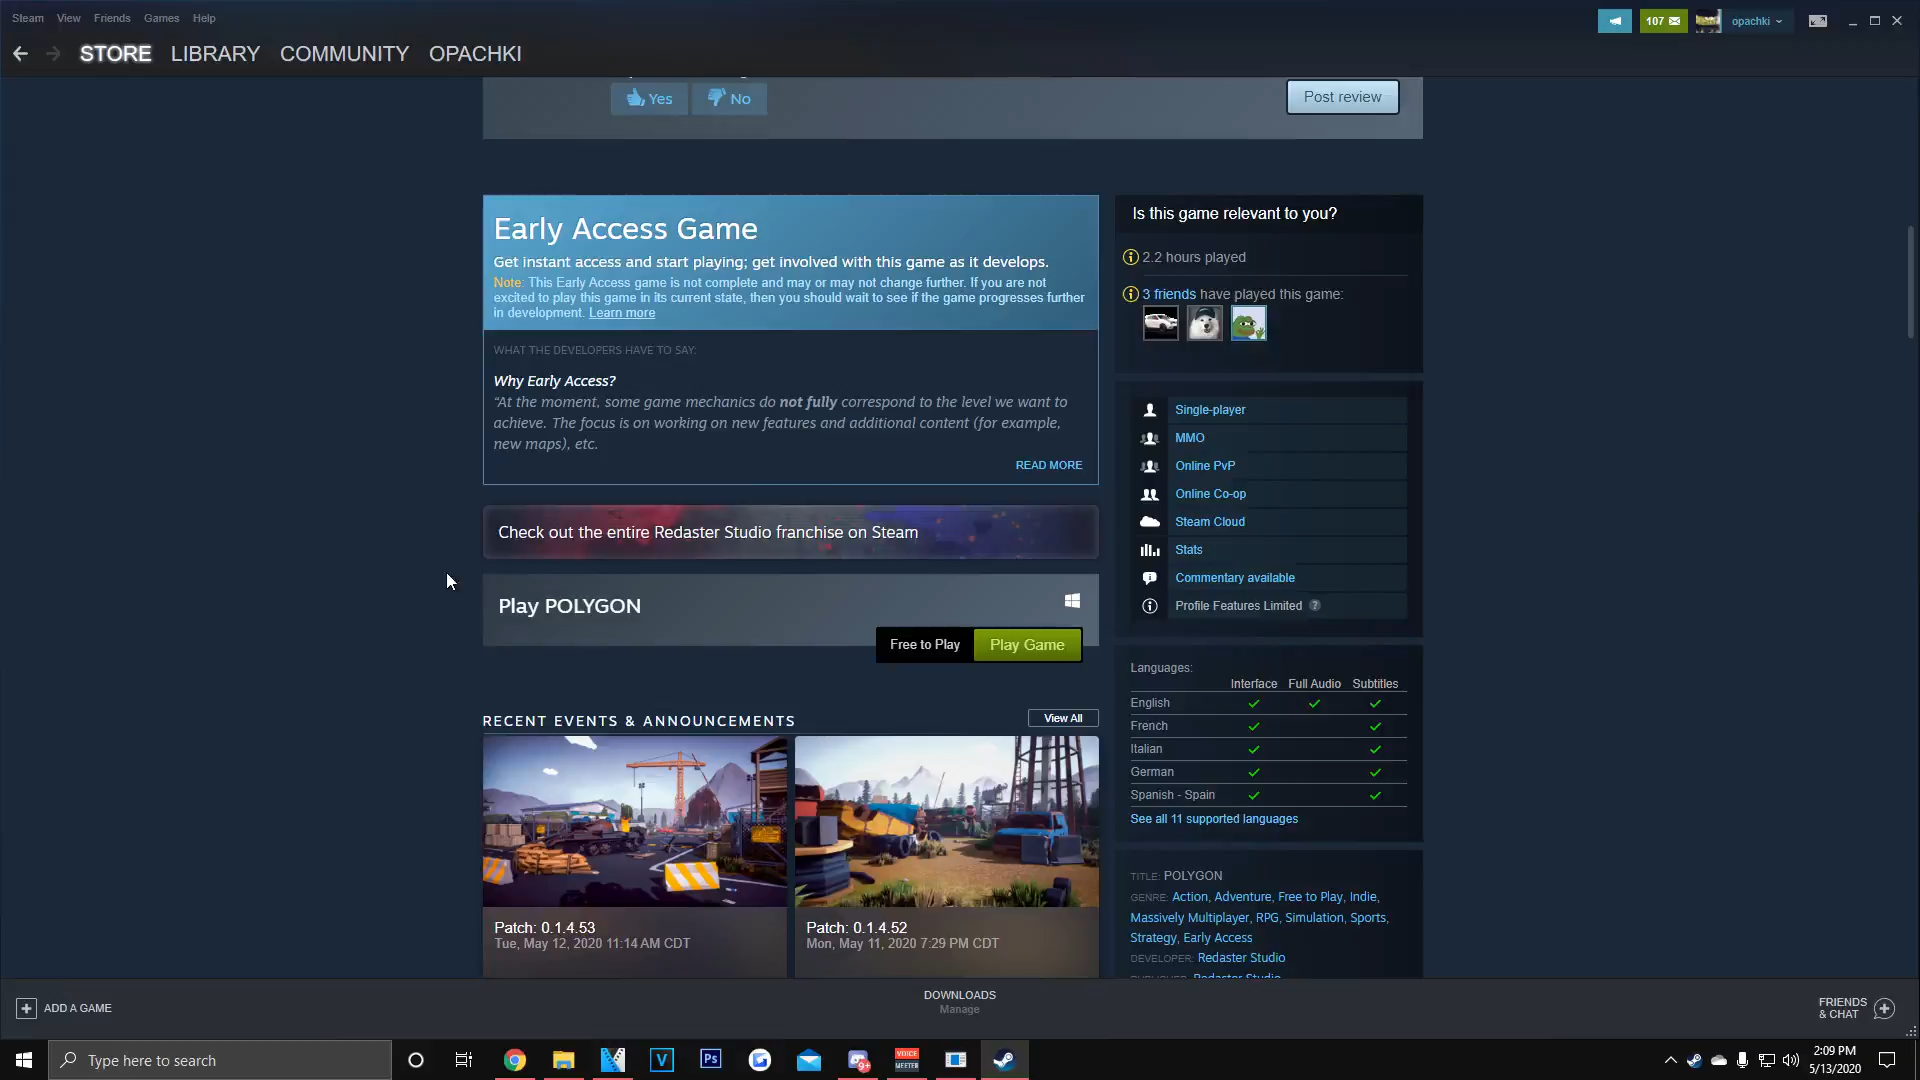 Steam View Friends Games Help
107
opachki
STORE LIBRARY COMMUNITY OPACHKI
Yes No
Post review
Early Access Game
Get instant access and start playing; get involved with this game as it develops.
Note: This Early Access game is not complete and may or may not change further. If you are not
excited to play this game in its current state, then you should wait to see if the game progresses further
in development. Learn more
WHAT THE DEVELOPERS HAVE TO SAY:
Why Early Access?
“At the moment, some game mechanics do not fully correspond to the level we want to
achieve. The focus is on working on new features and additional content (for example,
new maps), etc.
READ MORE
Check out the entire Redaster Studio franchise on Steam
Play POLYGON
Free to Play Play Game
RECENT EVENTS & ANNOUNCEMENTS
View All
Patch: 0.1.4.53
Tue, May 12, 2020 11:14 AM CDT
Patch: 0.1.4.52
Mon, May 11, 2020 7:29 PM CDT
Is this game relevant to you?
2.2 hours played
3 friends have played this game:
Single-player
MMO
Online PvP
Online Co-op
Steam Cloud
Stats
Commentary available
Profile Features Limited ?
Languages:
Interface Full Audio Subtitles
English
French
Italian
German
Spanish - Spain
See all 11 supported languages
TITLE: POLYGON
GENRE: Action, Adventure, Free to Play, Indie,
Massively Multiplayer, RPG, Simulation, Sports,
Strategy, Early Access
DEVELOPER: Redaster Studio
PUBLISHER: Redaster Studio
ADD A GAME
DOWNLOADS
Manage
FRIENDS
& CHAT
Type here to search
V
Ps
9+
VOICE
MEETER
2:09 PM
5/13/2020